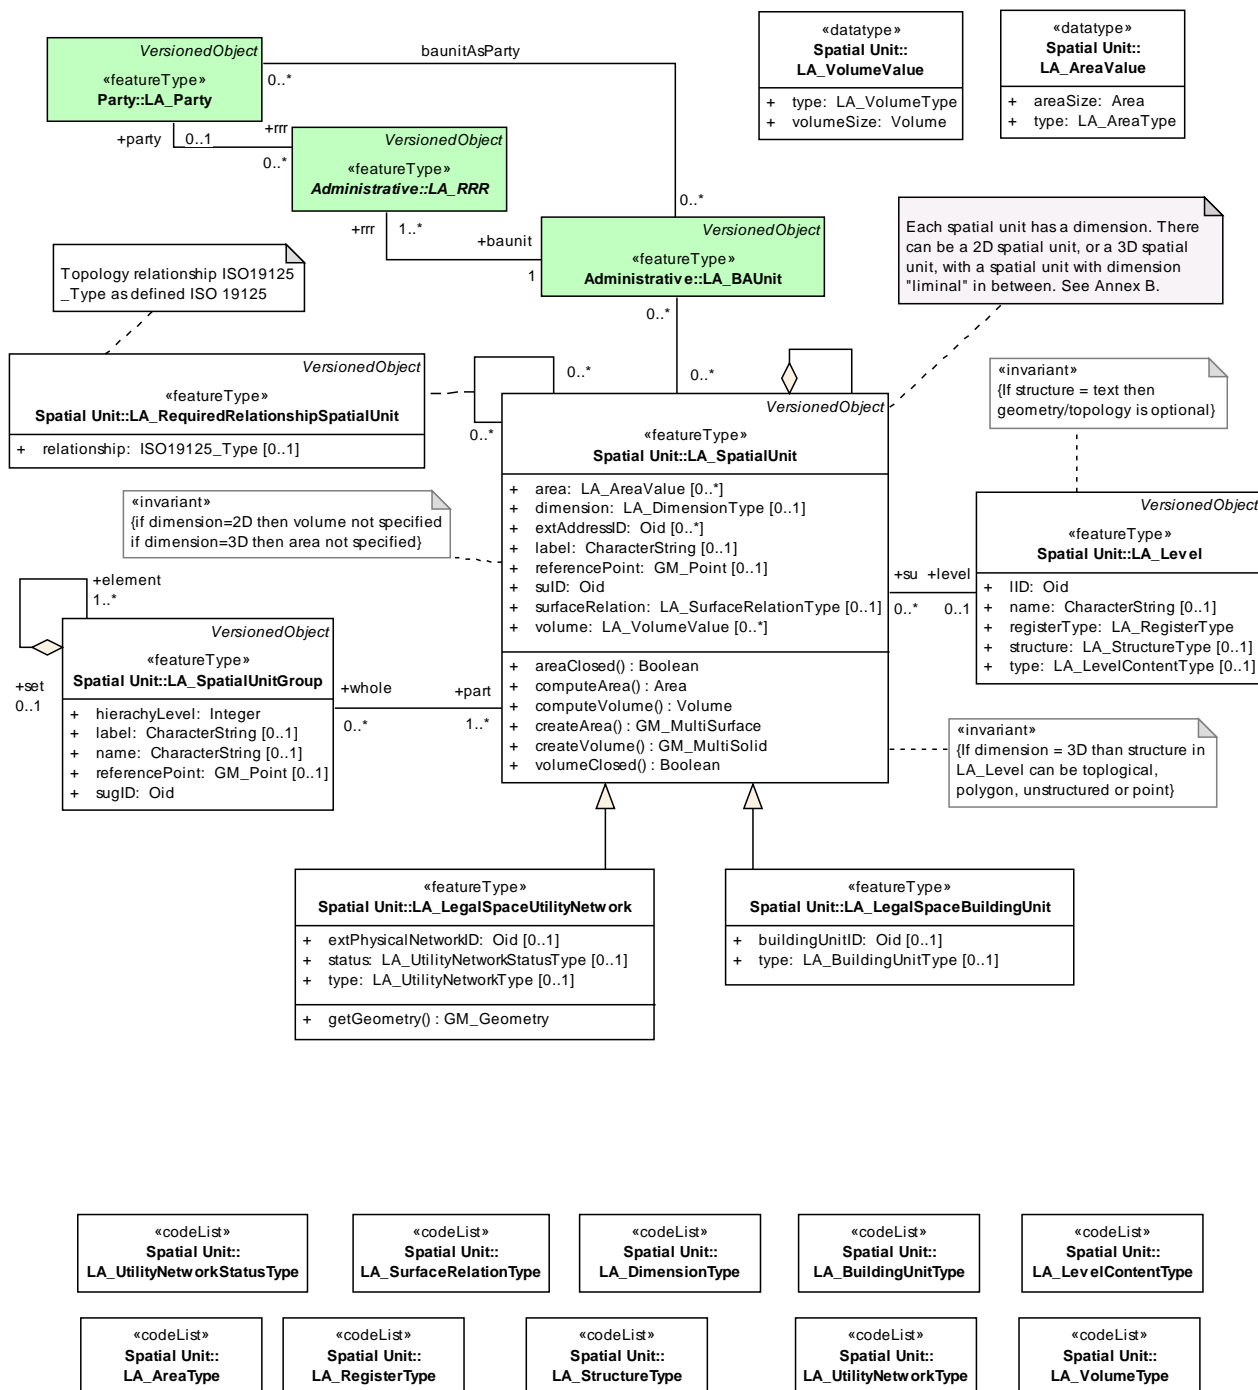 VersionedObject
«featureType»
Party::LA_Party
baunitAsParty
0..*
+party
0..1
+rrr
0..*
VersionedObject
«featureType»
Administrative::LA_RRR
+rrr
1..*
+baunit
1
0..*
VersionedObject
«featureType»
Administrative::LA_BAUnit
0..*
0..*
«datatype»
Spatial Unit::
LA_VolumeValue
+ type: LA_VolumeType
+ volumeSize: Volume
«datatype»
Spatial Unit::
LA_AreaValue
+ areaSize: Area
+ type: LA_AreaType
Each spatial unit has a dimension. There
can be a 2D spatial unit, or a 3D spatial
unit, with a spatial unit with dimension
"liminal" in between. See Annex B.
Topology relationship ISO19125
_Type as defined ISO 19125
VersionedObject
«featureType»
Spatial Unit::LA_RequiredRelationshipSpatialUnit
+ relationship: ISO19125_Type [0..1]
0..*
0..*
«invariant»
{if dimension=2D then volume not specified
if dimension=3D then area not specified}
VersionedObject
«featureType»
Spatial Unit::LA_SpatialUnit
+ area: LA_AreaValue [0..*]
+ dimension: LA_DimensionType [0..1]
+ extAddressID: Oid [0..*]
+ label: CharacterString [0..1]
+ referencePoint: GM_Point [0..1]
+ suID: Oid
+ surfaceRelation: LA_SurfaceRelationType [0..1]
+ volume: LA_VolumeValue [0..*]
+ areaClosed() : Boolean
+ computeArea() : Area
+ computeVolume() : Volume
+ createArea() : GM_MultiSurface
+ createVolume() : GM_MultiSolid
+ volumeClosed() : Boolean
«invariant»
{If structure = text then
geometry/topology is optional}
+su
+level
0..*
0..1
VersionedObject
«featureType»
Spatial Unit::LA_Level
+ lID: Oid
+ name: CharacterString [0..1]
+ registerType: LA_RegisterType
+ structure: LA_StructureType [0..1]
+ type: LA_LevelContentType [0..1]
«invariant»
{If dimension = 3D than structure in
LA_Level can be toplogical,
polygon, unstructured or point}
+element
1..*
+set
0..1
VersionedObject
«featureType»
Spatial Unit::LA_SpatialUnitGroup
+ hierachyLevel: Integer
+ label: CharacterString [0..1]
+ name: CharacterString [0..1]
+ referencePoint: GM_Point [0..1]
+ sugID: Oid
+whole
0..*
+part
1..*
«featureType»
Spatial Unit::LA_LegalSpaceUtilityNetwork
+ extPhysicalNetworkID: Oid [0..1]
+ status: LA_UtilityNetworkStatusType [0..1]
+ type: LA_UtilityNetworkType [0..1]
+ getGeometry() : GM_Geometry
«featureType»
Spatial Unit::LA_LegalSpaceBuildingUnit
+ buildingUnitID: Oid [0..1]
+ type: LA_BuildingUnitType [0..1]
«codeList»
Spatial Unit::
LA_UtilityNetworkStatusType
«codeList»
Spatial Unit::
LA_SurfaceRelationType
«codeList»
Spatial Unit::
LA_DimensionType
«codeList»
Spatial Unit::
LA_BuildingUnitType
«codeList»
Spatial Unit::
LA_LevelContentType
«codeList»
Spatial Unit::
LA_AreaType
«codeList»
Spatial Unit::
LA_RegisterType
«codeList»
Spatial Unit::
LA_StructureType
«codeList»
Spatial Unit::
LA_UtilityNetworkType
«codeList»
Spatial Unit::
LA_VolumeType